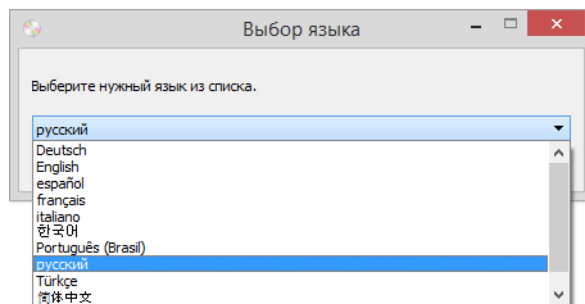 Выбор языка
Выберите нужный язык из списка.
русский
Deutsch
English
español
français
italiano
한국어
Português (Brasil)
русский
Türkçe
简体中文